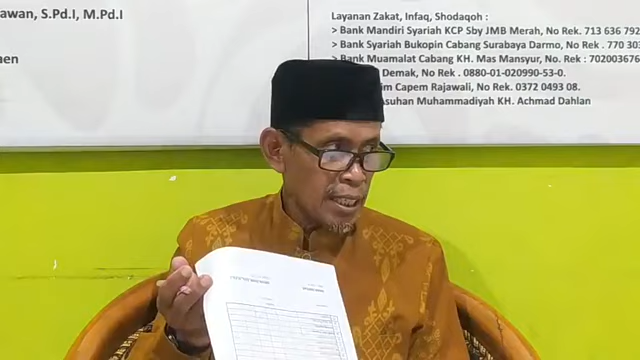 awan, S.Pd.I, M.Pd.I
Layanan Zakat, Infaq, Shodaqoh :
> Bank Mandiri Syariah KCP Sby JMB Merah, No Rek. 713 636 792
> Bank Syariah Bukopin Cabang Surabaya Darmo, No Rek. 770 303
> Bank Muamalat Cabang KH. Mas Mansyur, No. Rek : 702003676
men
Demak, No Rek. 0880-01-020990-53-0.
im Capem Rajawali, No Rek. 0372 0493 08.
Asuhan Muhammadiyah KH. Achmad Dahlan